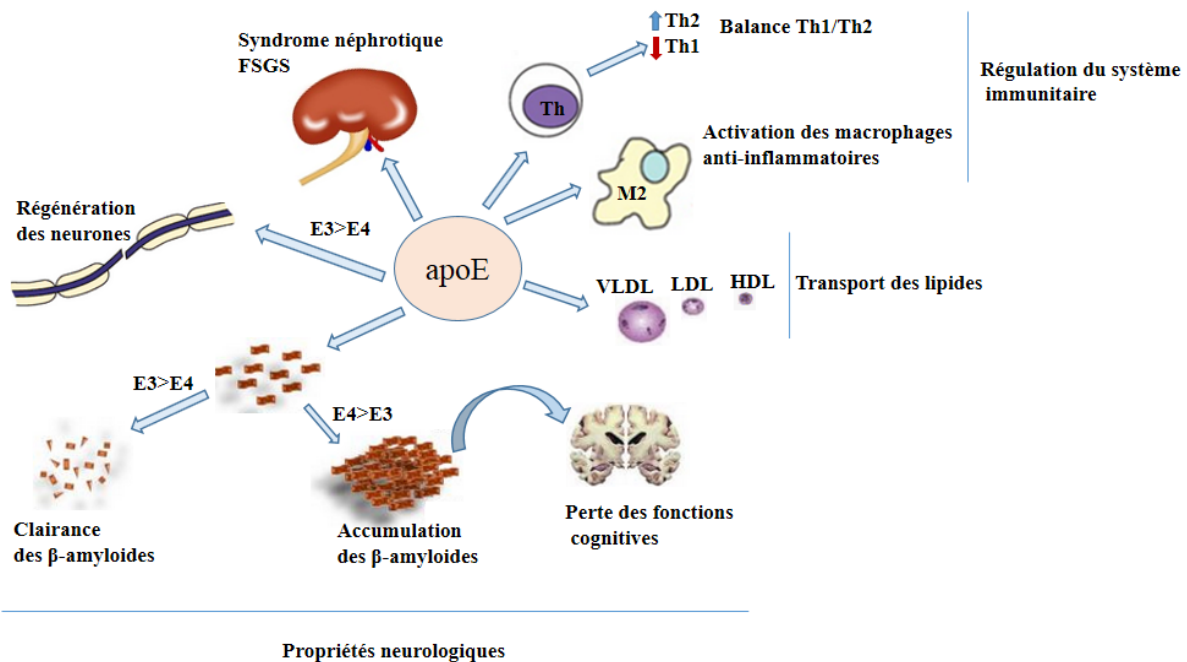 Syndrome néphrotique
FSGS
Th2
Th1
Balance Th1/Th2
Th
Régulation du système
immunitaire
Activation des macrophages
anti-inflammatoires
M2
Régénération
des neurones
E3>E4
apoE
VLDL
LDL
HDL
Transport des lipides
E3>E4
E4>E3
Clairance
des β-amyloides
Accumulation
des β-amyloides
Perte des fonctions
cognitives
Propriétés neurologiques